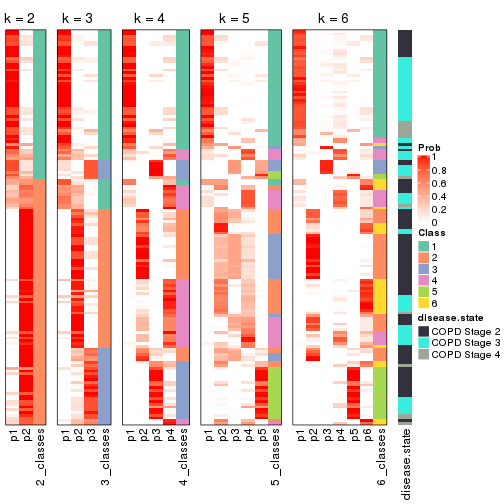 k = 2
k = 3
k = 4
k = 5
k = 6
Prob
1
0.8
0.6
0.4
0.2
0
Class
1
2
3
4
5
6
disease.state
COPD Stage 2
COPD Stage 3
COPD Stage 4
p1
p2
2_classes
p1
p2
p3
3_classes
p1
p2
p3
p4
4_classes
p1
p2
p3
p4
p5
5_classes
p1
p2
p3
p4
p5
p6
6_classes
disease.state